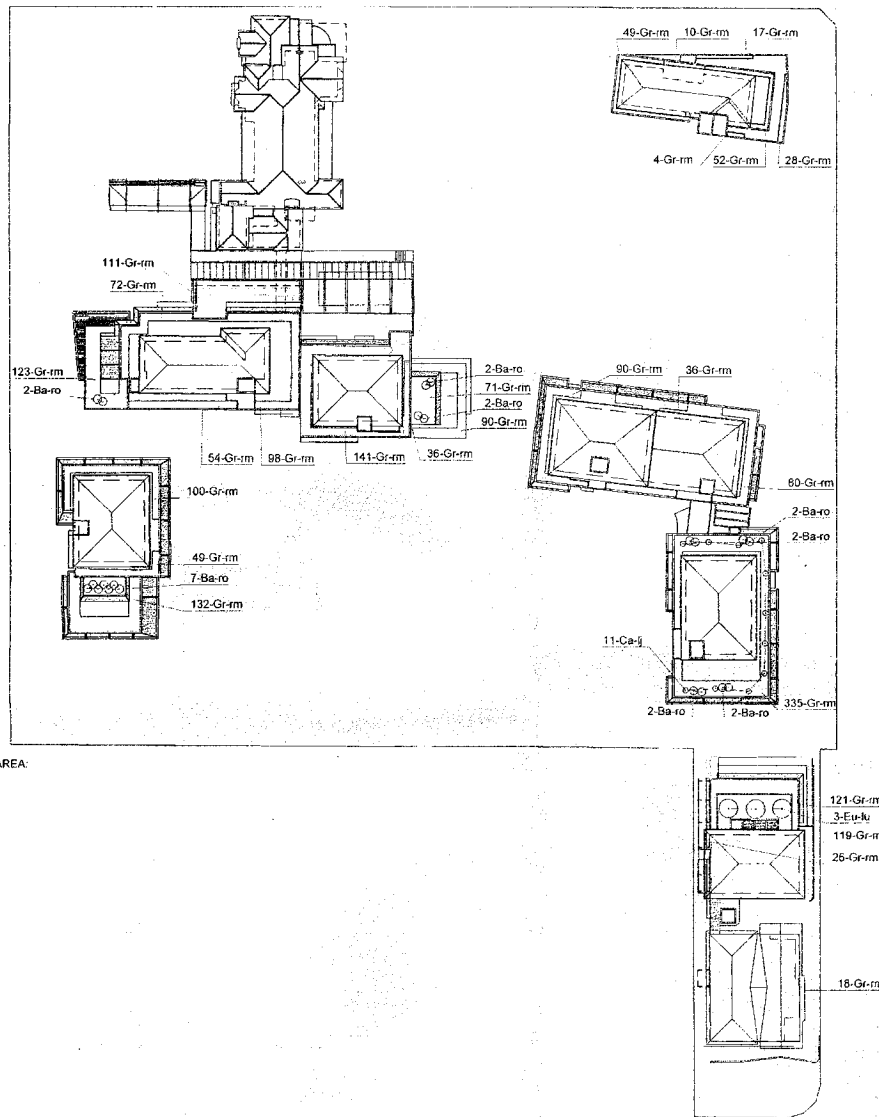 49-Gr-rm 10-Gr-rm 17-Gr-rm
4-Gr-rm 52-Gr-rm 28-Gr-rm
111-Gr-rm
72-Gr-rm
123-Gr-rm
2-Ba-ro
2-Ba-ro
71-Gr-rm
2-Ba-ro
90-Gr-rm
54-Gr-rm 98-Gr-rm 141-Gr-rm 36-Gr-rm
90-Gr-rm 36-Gr-rm
60-Gr-rm
2-Ba-ro
2-Ba-ro
100-Gr-rm
49-Gr-rm
7-Ba-ro
132-Gr-rm
11-Ca-lj
335-Gr-rm
2-Ba-ro 2-Ba-ro
AREA:
121-Gr-rm
3-Eu-fu
119-Gr-r
26-Gr-rm
18-Gr-rm